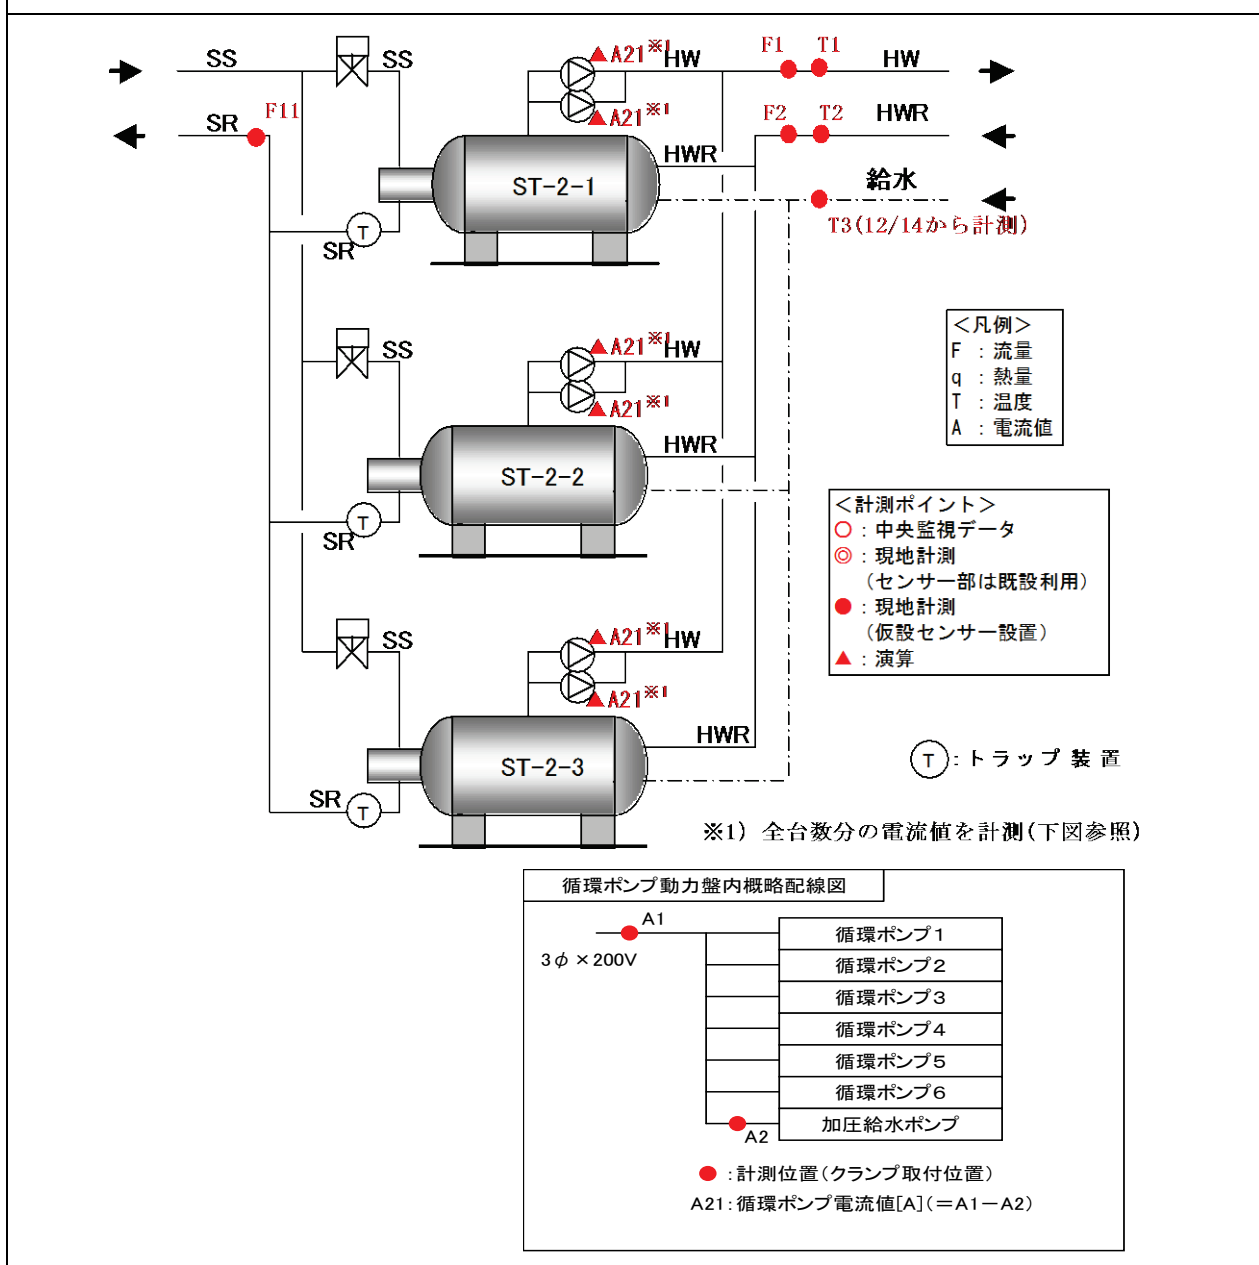 SS
SS
A21※1
HW
F1
T1
HW
SR
F11
A21※1
F2
T2
HWR
HWR
ST-2-1
給水
T
SR
T3(12/14から計測)
SS
A21※1
HW
A21※1
HWR
ST-2-2
T
SR
<凡例>
F : 流量
q : 熱量
T : 温度
A : 電流値
<計測ポイント>
○ : 中央監視データ
◎ : 現地計測
(センサー部は既設利用)
● : 現地計測
(仮設センサー設置)
▲ : 演算
SS
A21※1
HW
A21※1
HWR
ST-2-3
SR
T
T : トラップ装置
※1) 全台数分の電流値を計測(下図参照)
循環ポンプ動力盤内概略配線図
A1
3φ×200V
循環ポンプ1
循環ポンプ2
循環ポンプ3
循環ポンプ4
循環ポンプ5
循環ポンプ6
加圧給水ポンプ
A2
● : 計測位置(クランプ取付位置)
A21: 循環ポンプ電流値[A](=A1-A2)